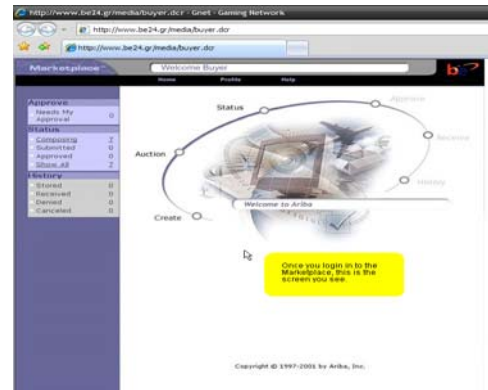 http://www.be24.gr/media/buyer.dcr - Gnet - Gaming Network
http://www.be24.gr/media/buyer.dcr
http://www.be24.gr/media/buyer.dcr
Marketplace
Welcome Buyer
Home Profile Help
Approve
Needs My Approval 0
Status
Composing 7
Submitted 0
Approved 0
Show All 7
History
Stored 0
Received 0
Denied 0
Canceled 0
Approve
Status
Receive
Auction
History
Create
Welcome to Ariba
Once you login in to the
Marketplace, this is the
screen you see.
Copyright © 1997-2001 by Ariba, Inc.